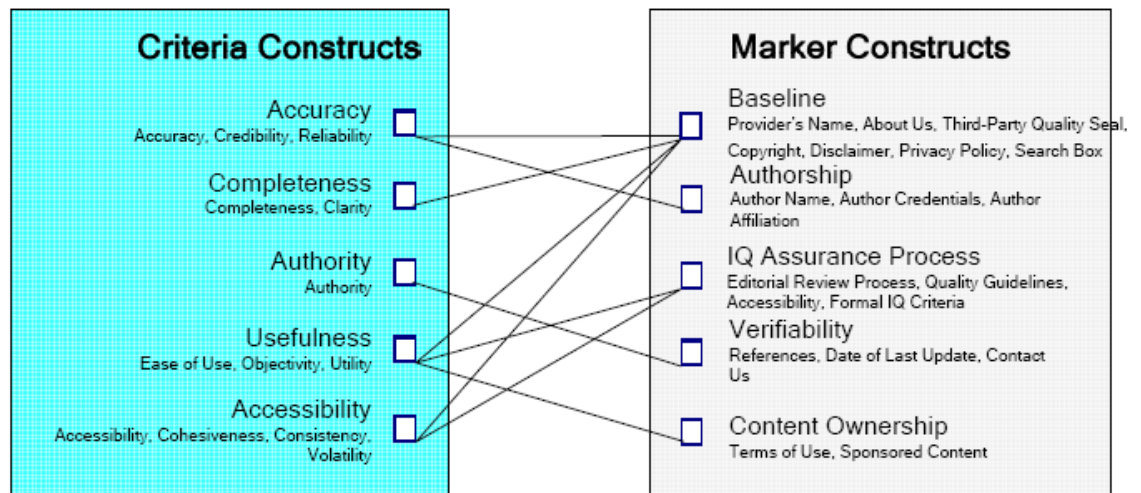 Criteria Constructs
Accuracy
Accuracy, Credibility, Reliability
Completeness
Completeness, Clarity
Authority
Authority
Usefulness
Ease of Use, Objectivity, Utility
Accessibility
Accessibility, Cohesiveness, Consistency,
Volatility
Marker Constructs
Baseline
Provider's Name, About Us, Third-Party Quality Seal,
Copyright, Disclaimer, Privacy Policy, Search Box
Authorship
Author Name, Author Credentials, Author
Affiliation
IQ Assurance Process
Editorial Review Process, Quality Guidelines,
Accessibility, Formal IQ Criteria
Verifiability
References, Date of Last Update, Contact
Us
Content Ownership
Terms of Use, Sponsored Content